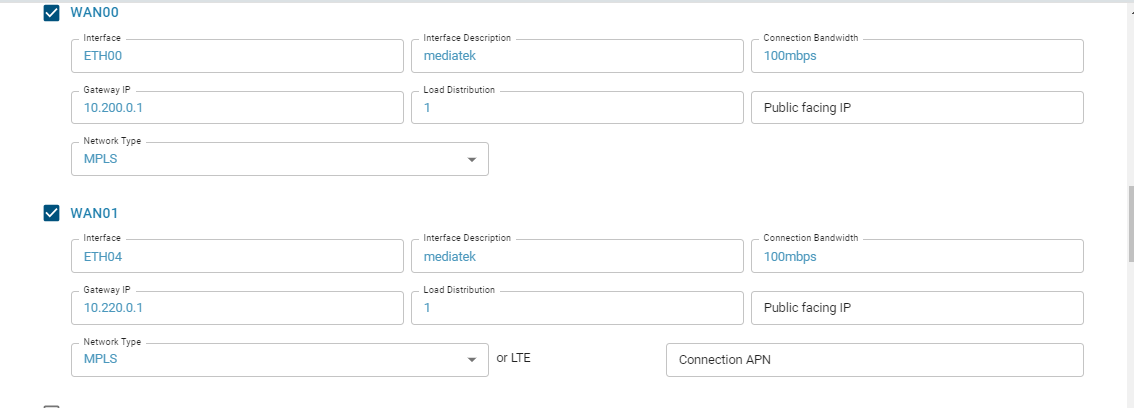 WAN00
Interface
ETH00
Interface Description
mediatek
Connection Bandwidth
100mbps
Gateway IP
10.200.0.1
Load Distribution
1
Public facing IP
Network Type
MPLS
WAN01
Interface
ETH04
Interface Description
mediatek
Connection Bandwidth
100mbps
Gateway IP
10.220.0.1
Load Distribution
1
Public facing IP
Network Type
MPLS
or LTE
Connection APN